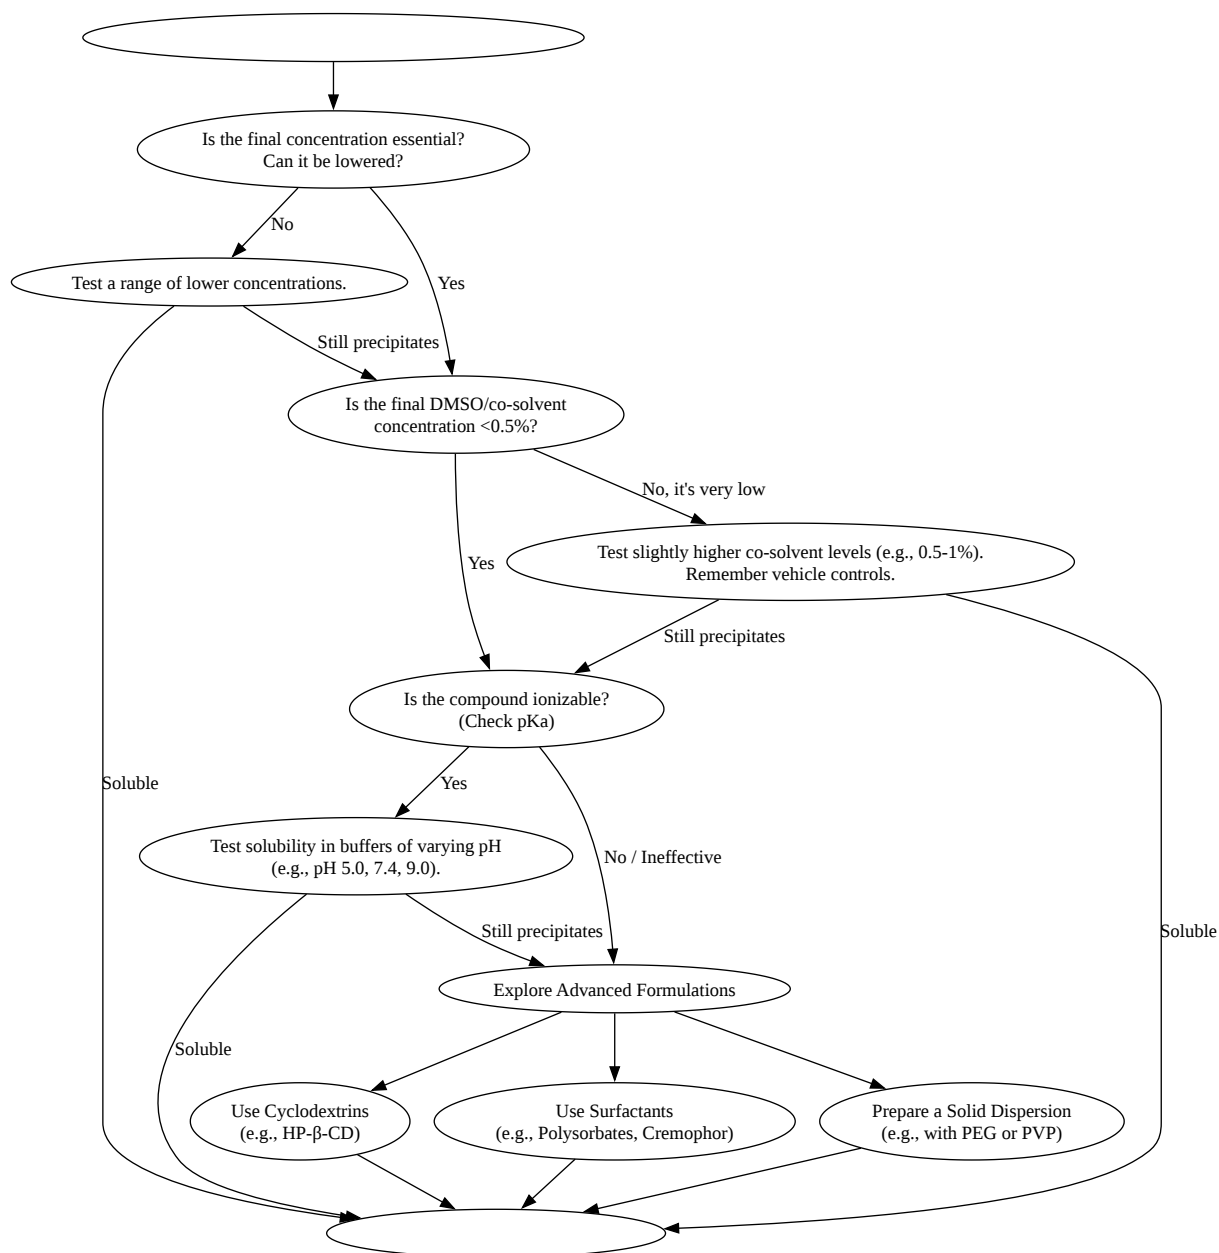 Is the final concentration essential?
Can it be lowered?
No
Test a range of lower concentrations.
Yes
Still precipitates
Is the final DMSO/co-solvent
concentration <0.5%?
No, it's very low
Test slightly higher co-solvent levels (e.g., 0.5-1%).
Remember vehicle controls.
Yes
Still precipitates
Is the compound ionizable?
(Check pKa)
Soluble
Yes
Test solubility in buffers of varying pH
(e.g., pH 5.0, 7.4, 9.0).
No / Ineffective
Still precipitates
Soluble
Explore Advanced Formulations
Soluble
Use Cyclodextrins
(e.g., HP-β-CD)
Use Surfactants
(e.g., Polysorbates, Cremophor)
Prepare a Solid Dispersion
(e.g., with PEG or PVP)